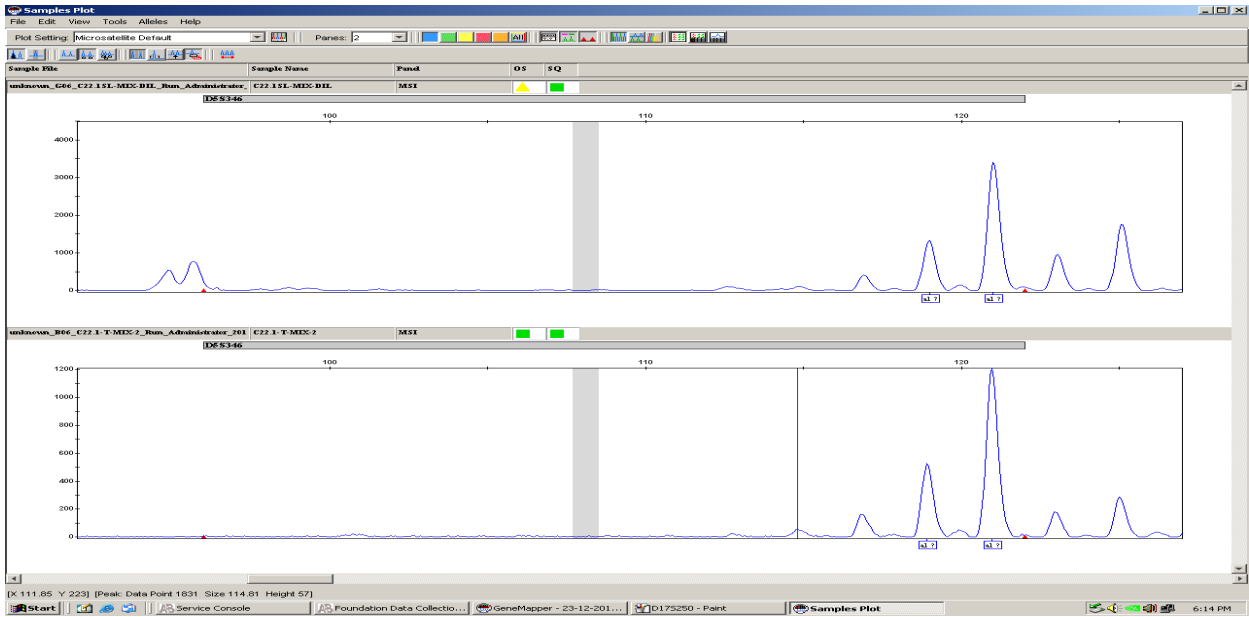 Samples Plot
File Edit View Tools Alleles Help
Plot Setting: Microsatellite Default Panes: 2 All
Sample File Sample Name Panel OS SQ
unknown_G06_C22.1SL-MIX-DIL_Run_Administrator_ C22.1SL-MIX-DIL MSI
D5S346
100 110 120
4000
3000
2000
1000
0
al ? al ?
unknown_B06_C22.1-T-MIX-2_Run_Administrator_201 C22.1-T-MIX-2 MSI
D5S346
100 110 120
1200
1000
800
600
400
200
0
al ? al ?
[X 111.85 Y 223] [Peak: Data Point 1831 Size 114.81 Height 57]
Start AB Service Console AB Foundation Data Collectio... GeneMapper - 23-12-201... D17S250 - Paint Samples Plot 6:14 PM